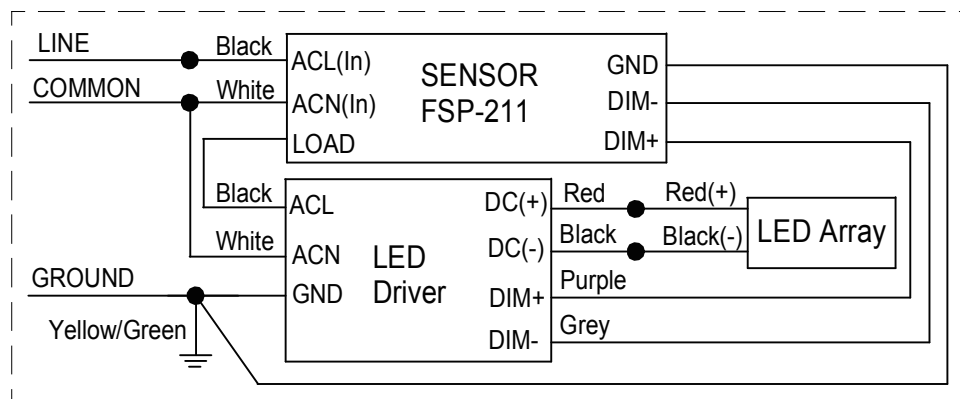 LINE
Black
COMMON
White
ACL(In)
ACN(In)
LOAD
SENSOR
FSP-211
GND
DIM-
DIM+
Black
White
ACL
ACN
GND
LED
Driver
DC(+)
DC(-)
DIM+
DIM-
Red
Black
Purple
Grey
Red(+)
Black(-)
LED Array
GROUND
Yellow/Green